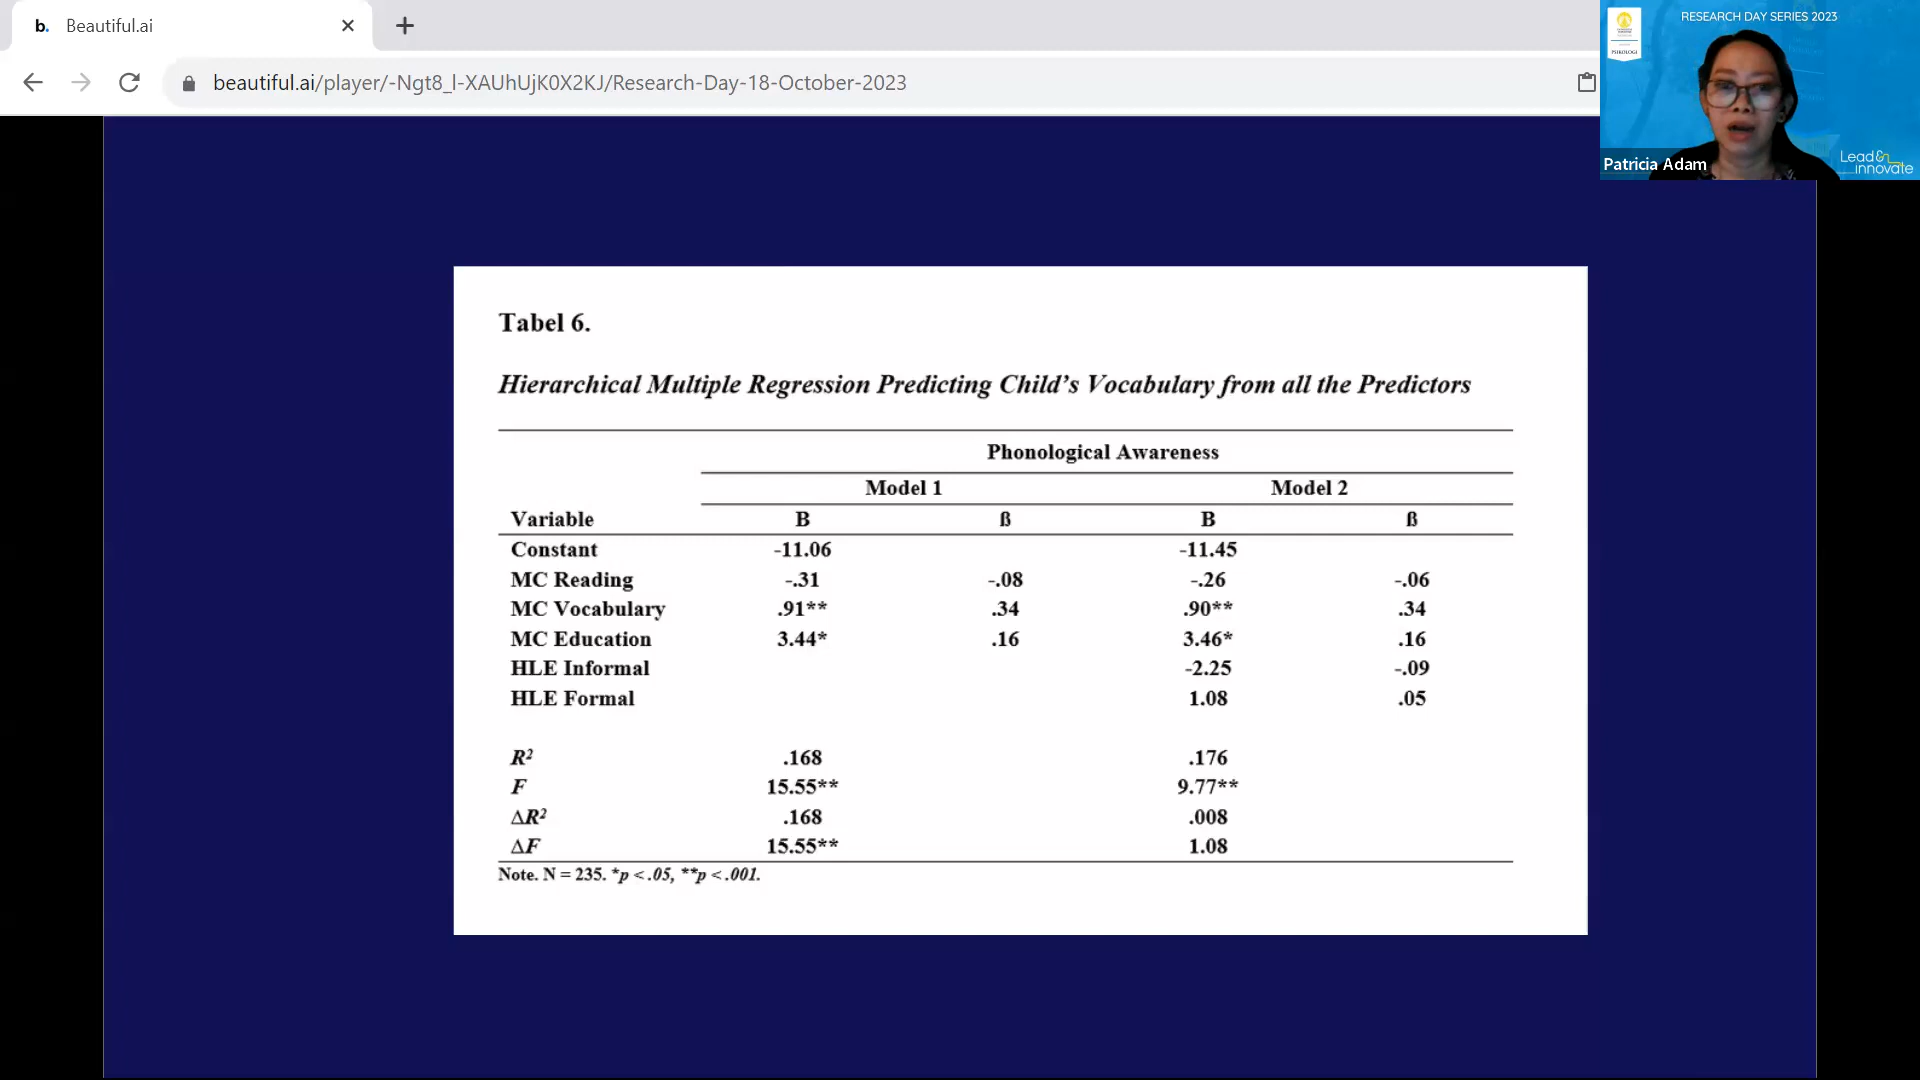 b. Beautiful.ai
beautiful.ai/player/-Ngt8_l-XAUhUjK0X2KJ/Research-Day-18-October-2023
RESEARCH DAY SERIES 2023
PSIKOLOGI
Patricia Adam
Lead&
innovate
Tabel 6.
Hierarchical Multiple Regression Predicting Child's Vocabulary from all the Predictors
Phonological Awareness
Model 1 Model 2
Variable B ß B ß
Constant -11.06 -11.45
MC Reading -.31 -.08 -.26 -.06
MC Vocabulary .91** .34 .90** .34
MC Education 3.44* .16 3.46* .16
HLE Informal -2.25 -.09
HLE Formal 1.08 .05
R² .168 .176
F 15.55** 9.77**
ΔR² .168 .008
ΔF 15.55** 1.08
Note. N = 235. *p < .05, **p < .001.